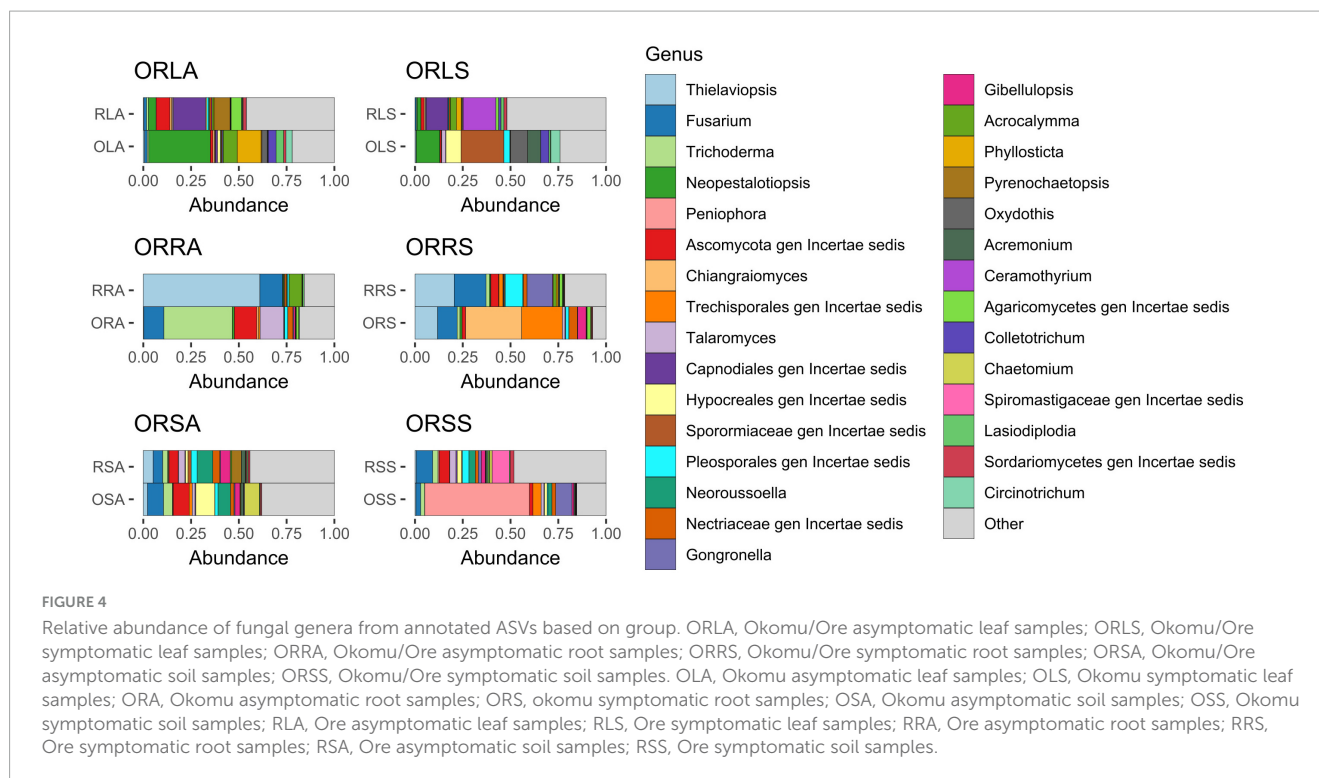 ORLA
RLA
OLA
0.00 0.25 0.50 0.75 1.00
Abundance
ORLS
RLS
OLS
0.00 0.25 0.50 0.75 1.00
Abundance
ORRA
RRA
ORA
0.00 0.25 0.50 0.75 1.00
Abundance
ORRS
RRS
ORS
0.00 0.25 0.50 0.75 1.00
Abundance
ORSA
RSA
OSA
0.00 0.25 0.50 0.75 1.00
Abundance
ORSS
RSS
OSS
0.00 0.25 0.50 0.75 1.00
Abundance
Genus
Thielaviopsis
Fusarium
Trichoderma
Neopestalotiopsis
Peniophora
Ascomycota gen Incertae sedis
Chiangraiomyces
Trechisporales gen Incertae sedis
Talaromyces
Capnodiales gen Incertae sedis
Hypocreales gen Incertae sedis
Sporormiaceae gen Incertae sedis
Pleosporales gen Incertae sedis
Neoroussoella
Nectriaceae gen Incertae sedis
Gongronella
Gibellulopsis
Acrocalymma
Phyllosticta
Pyrenochaetopsis
Oxydothis
Acremonium
Ceramothyrium
Agaricomycetes gen Incertae sedis
Colletotrichum
Chaetomium
Spiromastigaceae gen Incertae sedis
Lasiodiplodia
Sordariomycetes gen Incertae sedis
Circinotrichum
Other
FIGURE 4
Relative abundance of fungal genera from annotated ASVs based on group. ORLA, Okomu/Ore asymptomatic leaf samples; ORLS, Okomu/Ore
symptomatic leaf samples; ORRA, Okomu/Ore asymptomatic root samples; ORRS, Okomu/Ore symptomatic root samples; ORSA, Okomu/Ore
asymptomatic soil samples; ORSS, Okomu/Ore symptomatic soil samples. OLA, Okomu asymptomatic leaf samples; OLS, Okomu symptomatic leaf
samples; ORA, Okomu asymptomatic root samples; ORS, okomu symptomatic root samples; OSA, Okomu asymptomatic soil samples; OSS, Okomu
symptomatic soil samples; RLA, Ore asymptomatic leaf samples; RLS, Ore symptomatic leaf samples; RRA, Ore asymptomatic root samples; RRS,
Ore symptomatic root samples; RSA, Ore asymptomatic soil samples; RSS, Ore symptomatic soil samples.